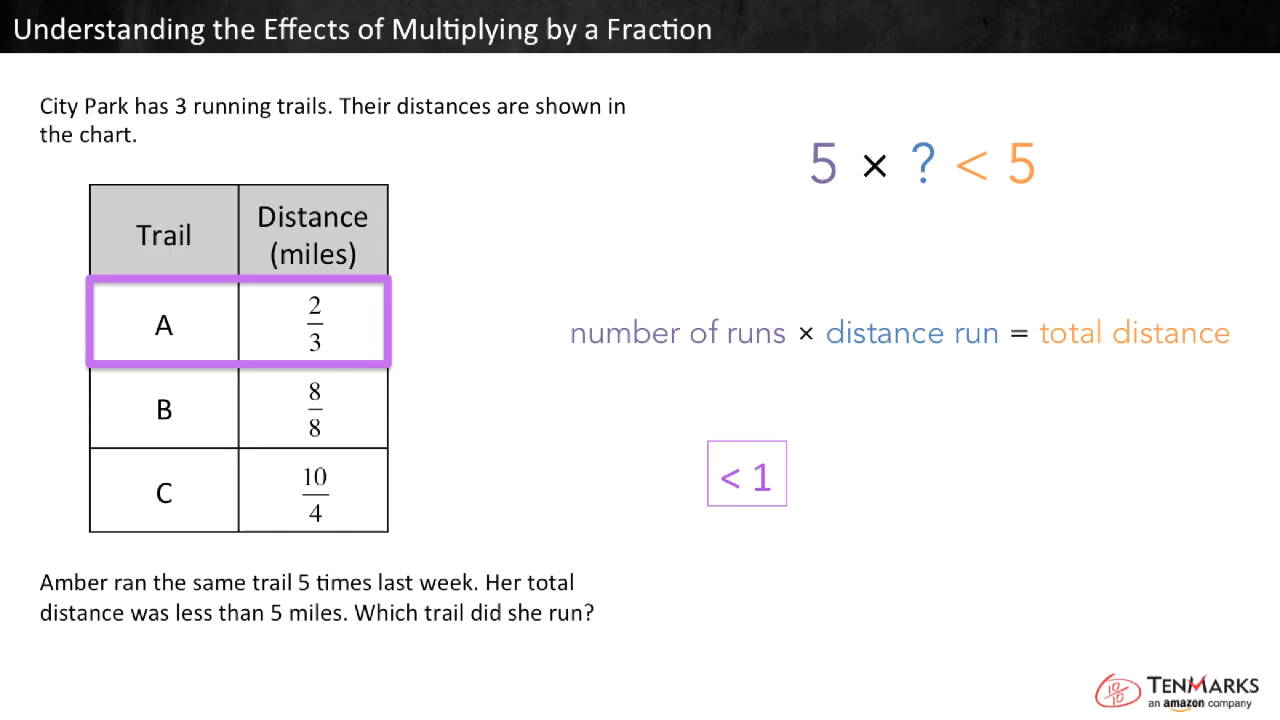 Understanding the Effects of Multiplying by a Fraction
City Park has 3 running trails. Their distances are shown in
the chart.
5 × ? < 5
Trail
Distance
(miles)
A
2
3
B
8
8
C
10
4
number of runs × distance run = total distance
< 1
Amber ran the same trail 5 times last week. Her total
distance was less than 5 miles. Which trail did she run?
10
10
TENMARKS
an amazon company